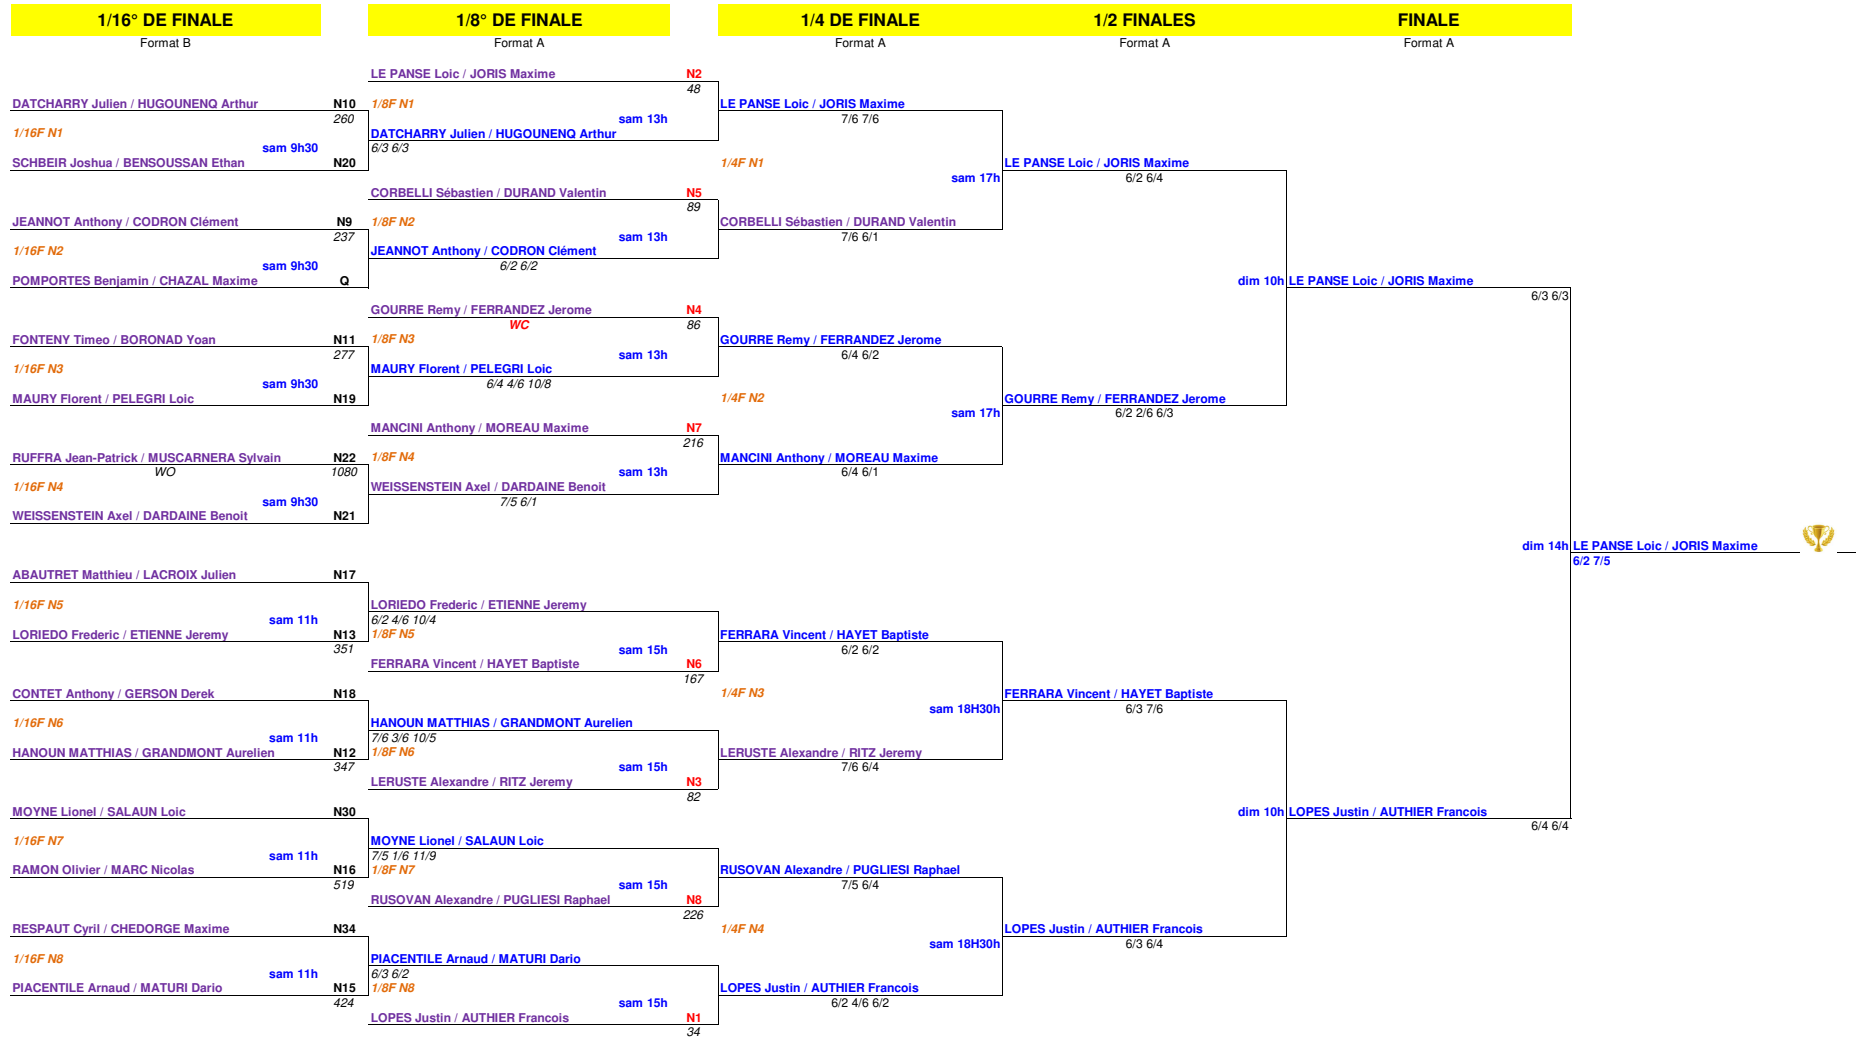 1/16° DE FINALE
1/8° DE FINALE
1/4 DE FINALE
1/2 FINALES
FINALE
Format B
Format A
Format A
Format A
Format A
DATCHARRY Julien / HUGOUNENQ Arthur N10
260
1/16F N1
sam 9h30
SCHBEIR Joshua / BENSOUSSAN Ethan N20
JEANNOT Anthony / CODRON Clément N9
237
1/16F N2
sam 9h30
POMPORTES Benjamin / CHAZAL Maxime Q
FONTENY Timeo / BORONAD Yoan N11
277
1/16F N3
sam 9h30
MAURY Florent / PELEGRI Loic N19
RUFFRA Jean-Patrick / MUSCARNERA Sylvain N22
WO 1080
1/16F N4
sam 9h30
WEISSENSTEIN Axel / DARDAINE Benoit N21
ABAUTRET Matthieu / LACROIX Julien N17
1/16F N5
sam 11h
LORIEDO Frederic / ETIENNE Jeremy N13
351
CONTET Anthony / GERSON Derek N18
1/16F N6
sam 11h
HANOUN MATTHIAS / GRANDMONT Aurelien N12
347
MOYNE Lionel / SALAUN Loic N30
1/16F N7
sam 11h
RAMON Olivier / MARC Nicolas N16
519
RESPAUT Cyril / CHEDORGE Maxime N34
1/16F N8
sam 11h
PIACENTILE Arnaud / MATURI Dario N15
424
LE PANSE Loic / JORIS Maxime N2
48
1/8F N1
sam 13h
DATCHARRY Julien / HUGOUNENQ Arthur
6/3 6/3
CORBELLI Sébastien / DURAND Valentin N5
89
1/8F N2
sam 13h
JEANNOT Anthony / CODRON Clément
6/2 6/2
GOURRE Remy / FERRANDEZ Jerome N4
WC 86
1/8F N3
sam 13h
MAURY Florent / PELEGRI Loic
6/4 4/6 10/8
MANCINI Anthony / MOREAU Maxime N7
216
1/8F N4
sam 13h
WEISSENSTEIN Axel / DARDAINE Benoit
7/5 6/1
LORIEDO Frederic / ETIENNE Jeremy
6/2 4/6 10/4
1/8F N5
sam 15h
FERRARA Vincent / HAYET Baptiste N6
167
HANOUN MATTHIAS / GRANDMONT Aurelien
7/6 3/6 10/5
1/8F N6
sam 15h
LERUSTE Alexandre / RITZ Jeremy N3
82
MOYNE Lionel / SALAUN Loic
7/5 1/6 11/9
1/8F N7
sam 15h
RUSOVAN Alexandre / PUGLIESI Raphael N8
226
PIACENTILE Arnaud / MATURI Dario
6/3 6/2
1/8F N8
sam 15h
LOPES Justin / AUTHIER Francois N1
34
LE PANSE Loic / JORIS Maxime
7/6 7/6
1/4F N1
sam 17h
CORBELLI Sébastien / DURAND Valentin
7/6 6/1
GOURRE Remy / FERRANDEZ Jerome
6/4 6/2
1/4F N2
sam 17h
MANCINI Anthony / MOREAU Maxime
6/4 6/1
FERRARA Vincent / HAYET Baptiste
6/2 6/2
1/4F N3
sam 18H30h
LERUSTE Alexandre / RITZ Jeremy
7/6 6/4
RUSOVAN Alexandre / PUGLIESI Raphael
7/5 6/4
1/4F N4
sam 18H30h
LOPES Justin / AUTHIER Francois
6/2 4/6 6/2
LE PANSE Loic / JORIS Maxime
6/2 6/4
GOURRE Remy / FERRANDEZ Jerome
6/2 2/6 6/3
FERRARA Vincent / HAYET Baptiste
6/3 7/6
LOPES Justin / AUTHIER Francois
6/3 6/4
dim 10h LE PANSE Loic / JORIS Maxime
6/3 6/3
dim 10h LOPES Justin / AUTHIER Francois
6/4 6/4
dim 14h LE PANSE Loic / JORIS Maxime
6/2 7/5